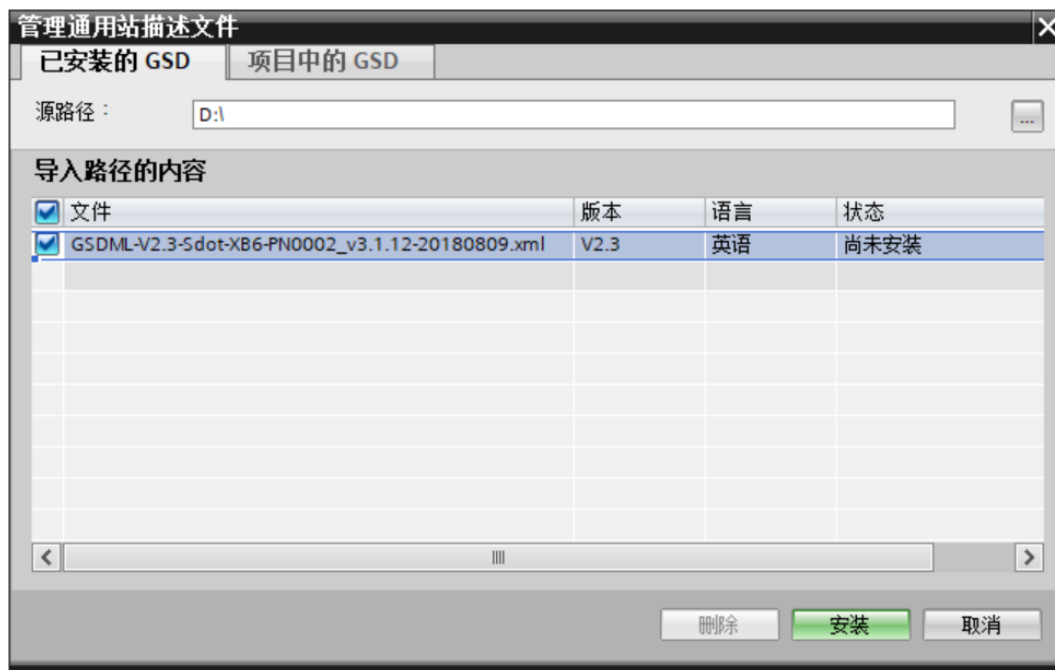 管理通用站描述文件
已安装的 GSD 项目中的 GSD
源路径： D:\ ...
导入路径的内容
文件 版本 语言 状态
GSDML-V2.3-Sdot-XB6-PN0002_v3.1.12-20180809.xml V2.3 英语 尚未安装
删除 安装 取消